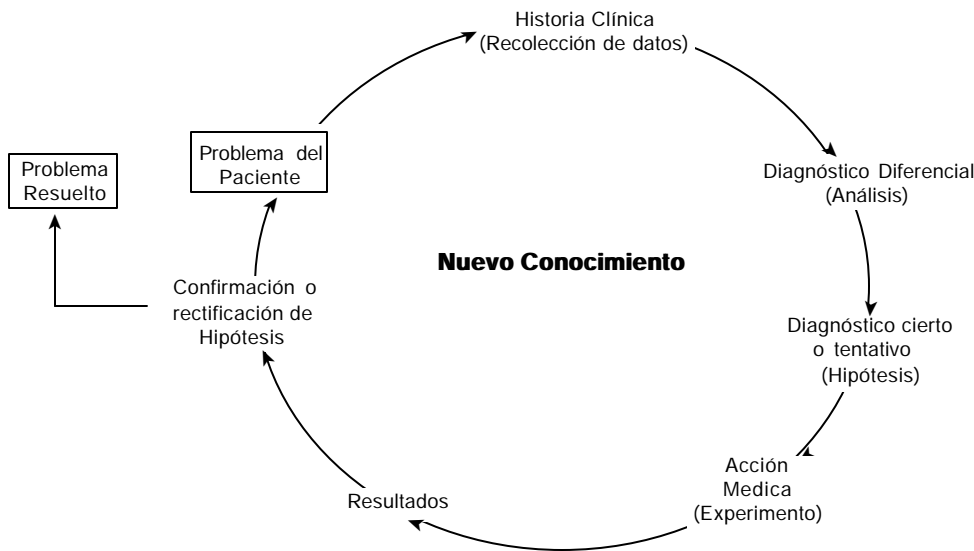 Historia Clínica
(Recolección de datos)
Problema del
Paciente
Problema
Resuelto
Diagnóstico Diferencial
(Análisis)
Nuevo Conocimiento
Confirmación o
rectificación de
Hipótesis
Diagnóstico cierto
o tentativo
(Hipótesis)
Acción
Medica
(Experimento)
Resultados